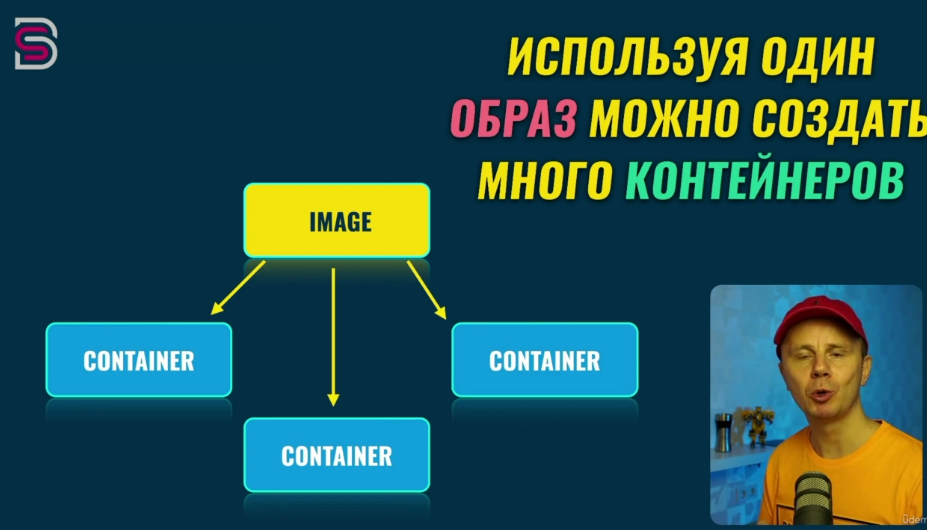 ИСПОЛЬЗУЯ ОДИН
ОБРАЗ МОЖНО СОЗДАТЬ
МНОГО КОНТЕЙНЕРОВ
IMAGE
CONTAINER
CONTAINER
CONTAINER